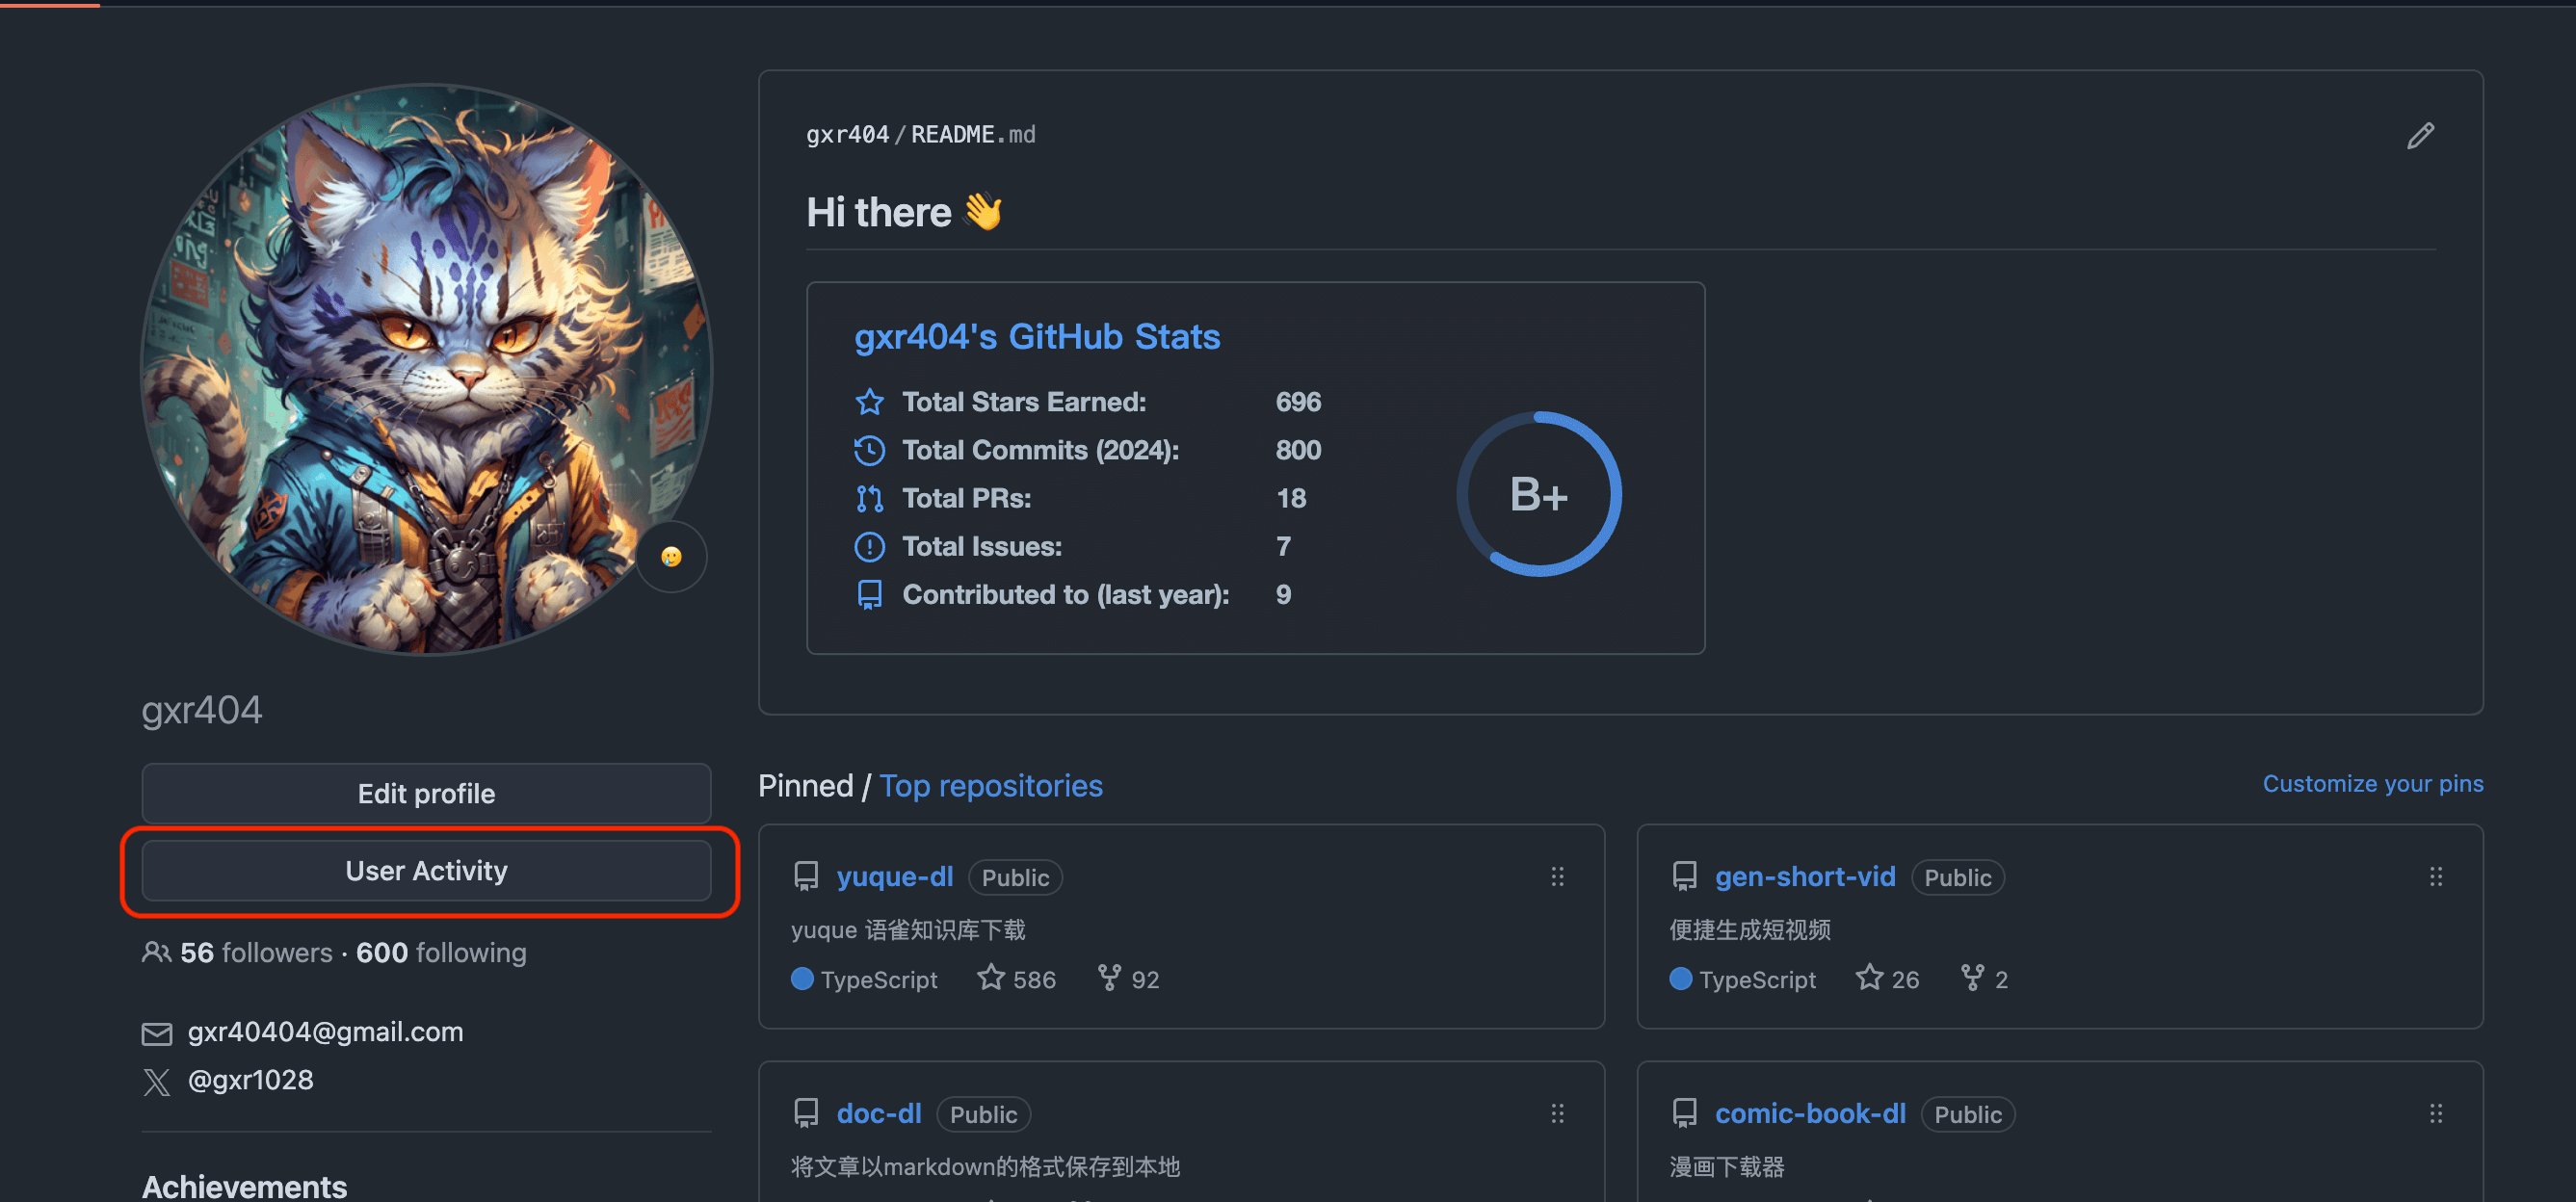 gxr404 / README.md
Hi there 👋
gxr404's GitHub Stats
Total Stars Earned: 696
Total Commits (2024): 800
Total PRs: 18
Total Issues: 7
Contributed to (last year): 9
B+
gxr404
Edit profile
User Activity
56 followers · 600 following
gxr40404@gmail.com
@gxr1028
Achievements
Pinned / Top repositories
Customize your pins
yuque-dl Public
yuque 语雀知识库下载
TypeScript 586 92
gen-short-vid Public
便捷生成短视频
TypeScript 26 2
doc-dl Public
将文章以markdown的格式保存到本地
comic-book-dl Public
漫画下载器